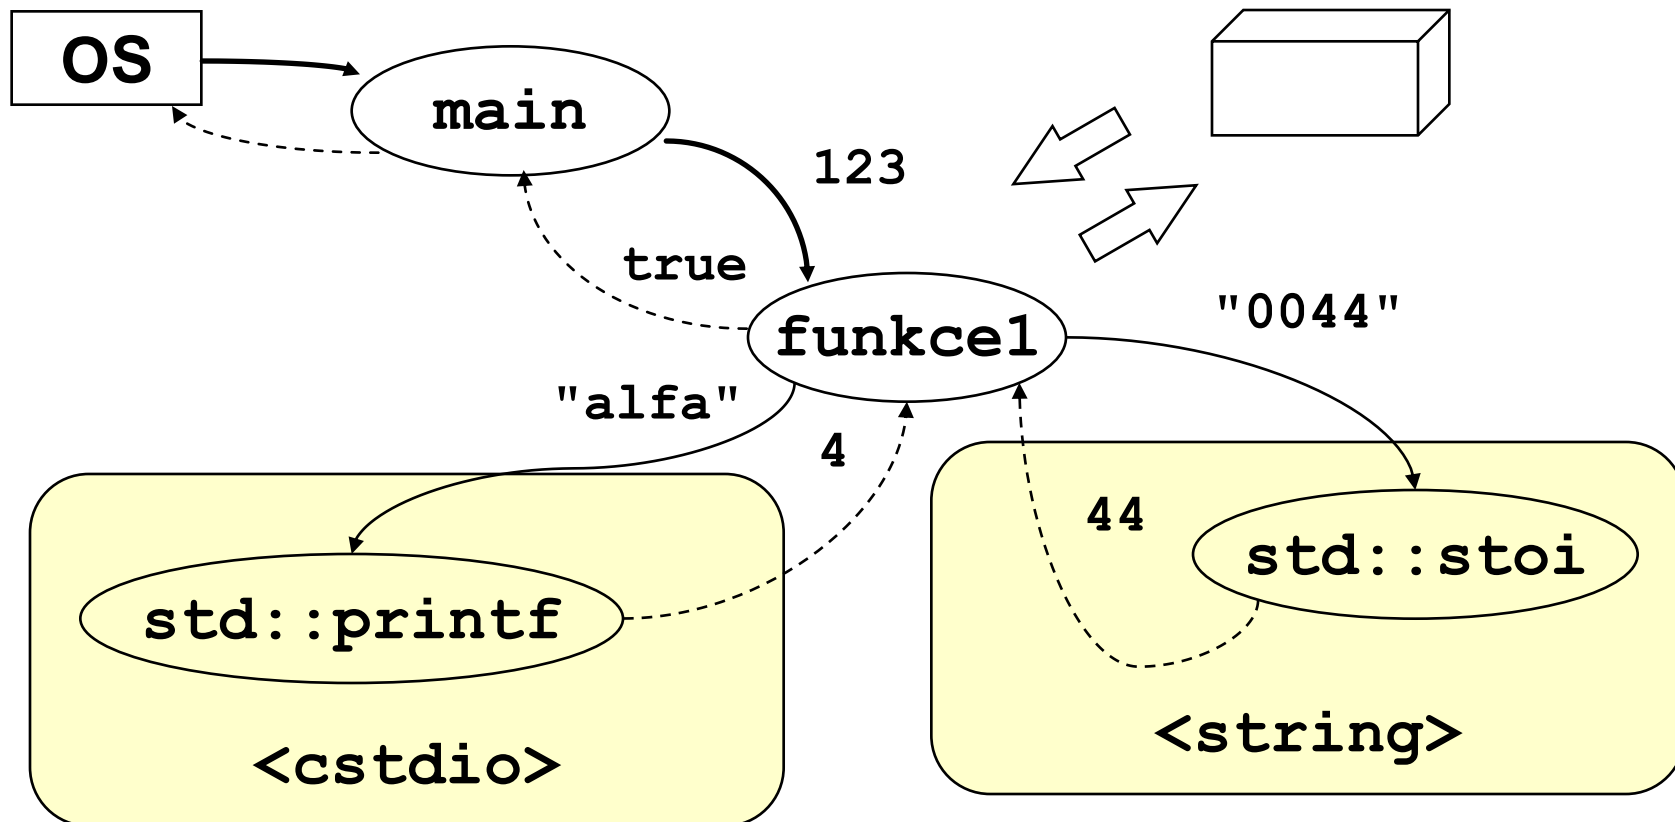 OS
main
123
true
funkce1
"0044"
"alfa"
4
44
std::stoi
std::printf
<string>
<cstdio>